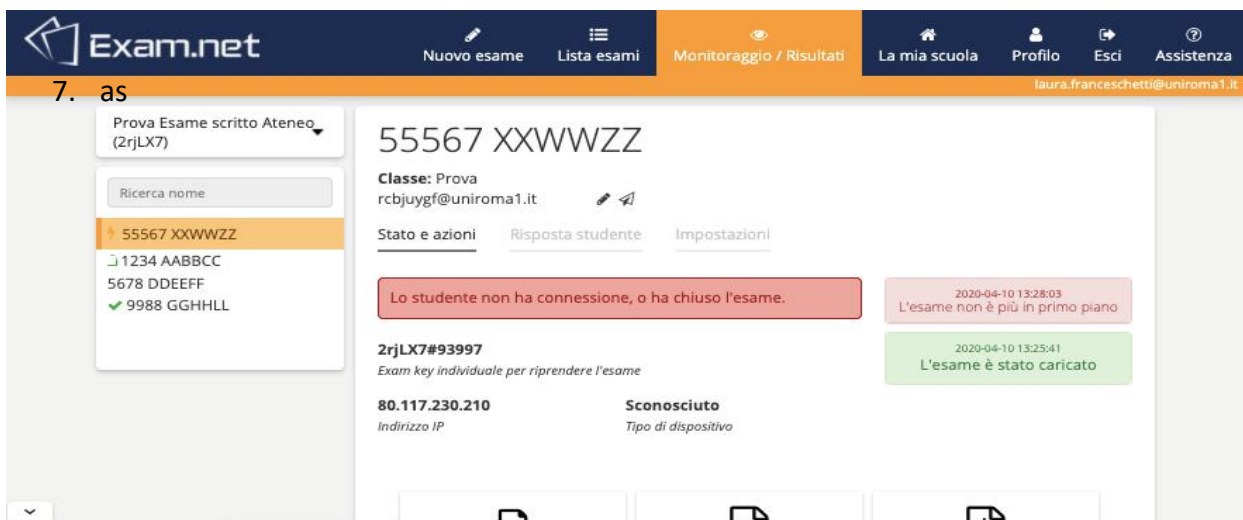 Exam.net
Nuovo esame
Lista esami
Monitoraggio / Risultati
La mia scuola
Profilo
Esci
Assistenza
laura.franceschetti@uniroma1.it
7. as
Prova Esame scritto Ateneo
(2rjLX7)
Ricerca nome
55567 XXWWZZ
1234 AABBCC
5678 DDEEFF
9988 GGHHLL
55567 XXWWZZ
Classe: Prova
rcbjuygf@uniroma1.it
Stato e azioni Risposta studente Impostazioni
Lo studente non ha connessione, o ha chiuso l'esame.
2rjLX7#93997
Exam key individuale per riprendere l'esame
80.117.230.210
Indirizzo IP
Sconosciuto
Tipo di dispositivo
2020-04-10 13:28:03
L'esame non è più in primo piano
2020-04-10 13:25:41
L'esame è stato caricato